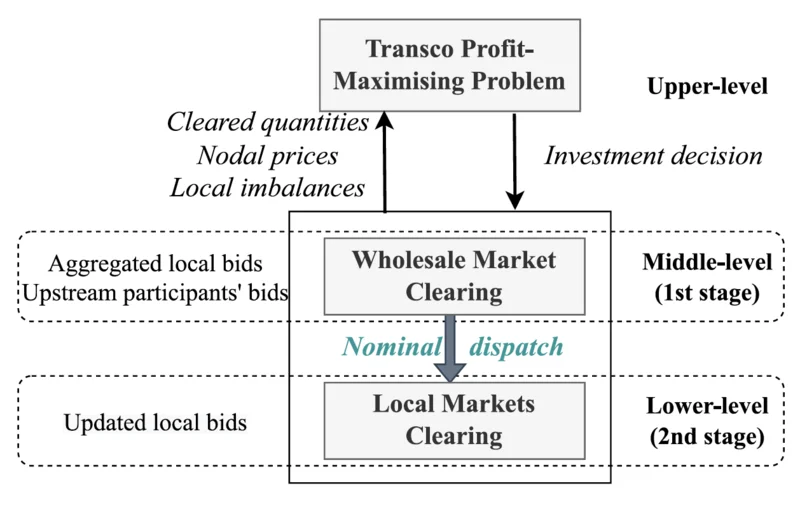 Transco Profit-
Maximising Problem
Upper-level
Cleared quantities
Nodal prices
Local imbalances
Investment decision
Aggregated local bids
Upstream participants' bids
Wholesale Market
Clearing
Middle-level
(1st stage)
Nominal dispatch
Updated local bids
Local Markets
Clearing
Lower-level
(2nd stage)